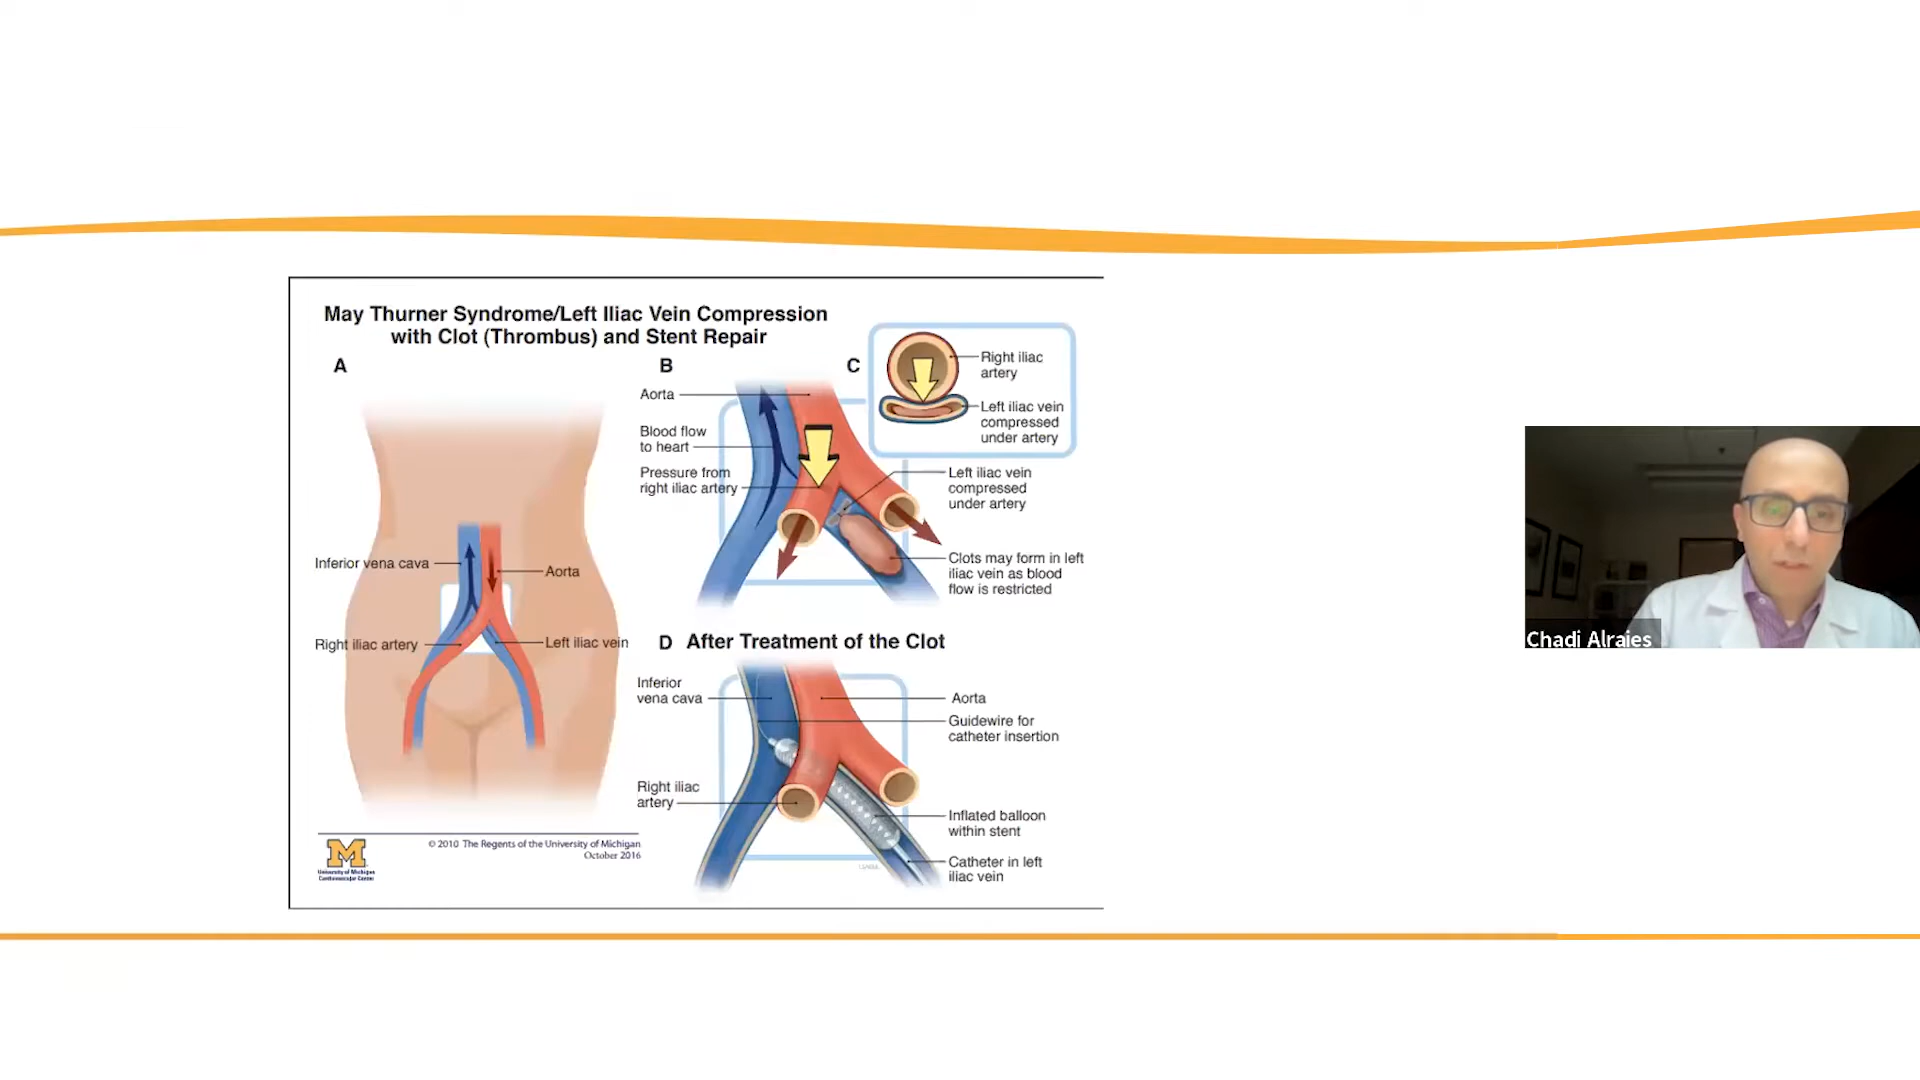 May Thurner Syndrome/Left Iliac Vein Compression
with Clot (Thrombus) and Stent Repair
A
Inferior vena cava
Aorta
Right iliac artery
Left iliac vein
B
Aorta
Blood flow
to heart
Pressure from
right iliac artery
C
Right iliac
artery
Left iliac vein
compressed
under artery
Left iliac vein
compressed
under artery
Clots may form in left
iliac vein as blood
flow is restricted
D After Treatment of the Clot
Inferior
vena cava
Right iliac
artery
Aorta
Guidewire for
catheter insertion
Inflated balloon
within stent
Catheter in left
iliac vein
M
University of Michigan
Cardiovascular Center
© 2010 The Regents of the University of Michigan
October 2016
Chadi Alraies